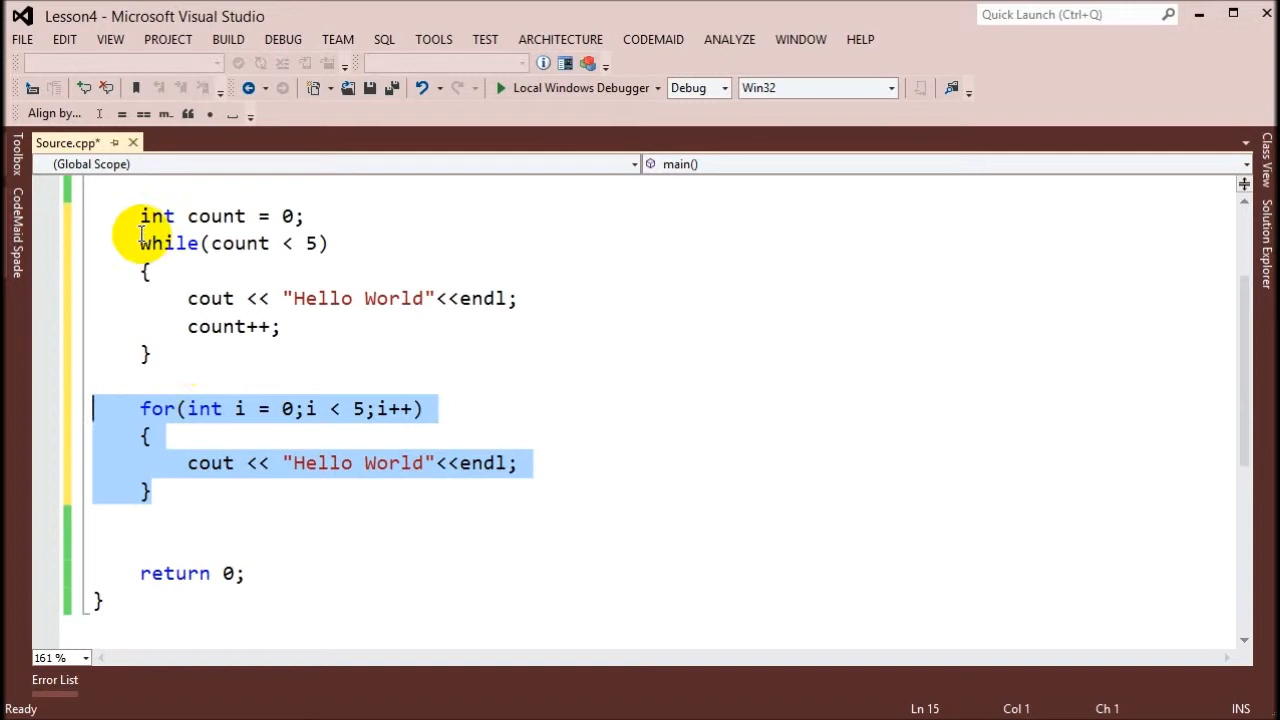 Lesson4 - Microsoft Visual Studio
Quick Launch (Ctrl+Q)
FILE EDIT VIEW PROJECT BUILD DEBUG TEAM SQL TOOLS TEST ARCHITECTURE CODEMAID ANALYZE WINDOW HELP
Local Windows Debugger Debug Win32
Align by... = == m..
Source.cpp*
(Global Scope) main()
Toolbox
CodeMaid Spade
Class View
Solution Explorer
int count = 0;
while(count < 5)
{
cout << "Hello World"<<endl;
count++;
}
for(int i = 0;i < 5;i++)
{
cout << "Hello World"<<endl;
}
return 0;
}
161 %
Error List
Ready Ln 15 Col 1 Ch 1 INS